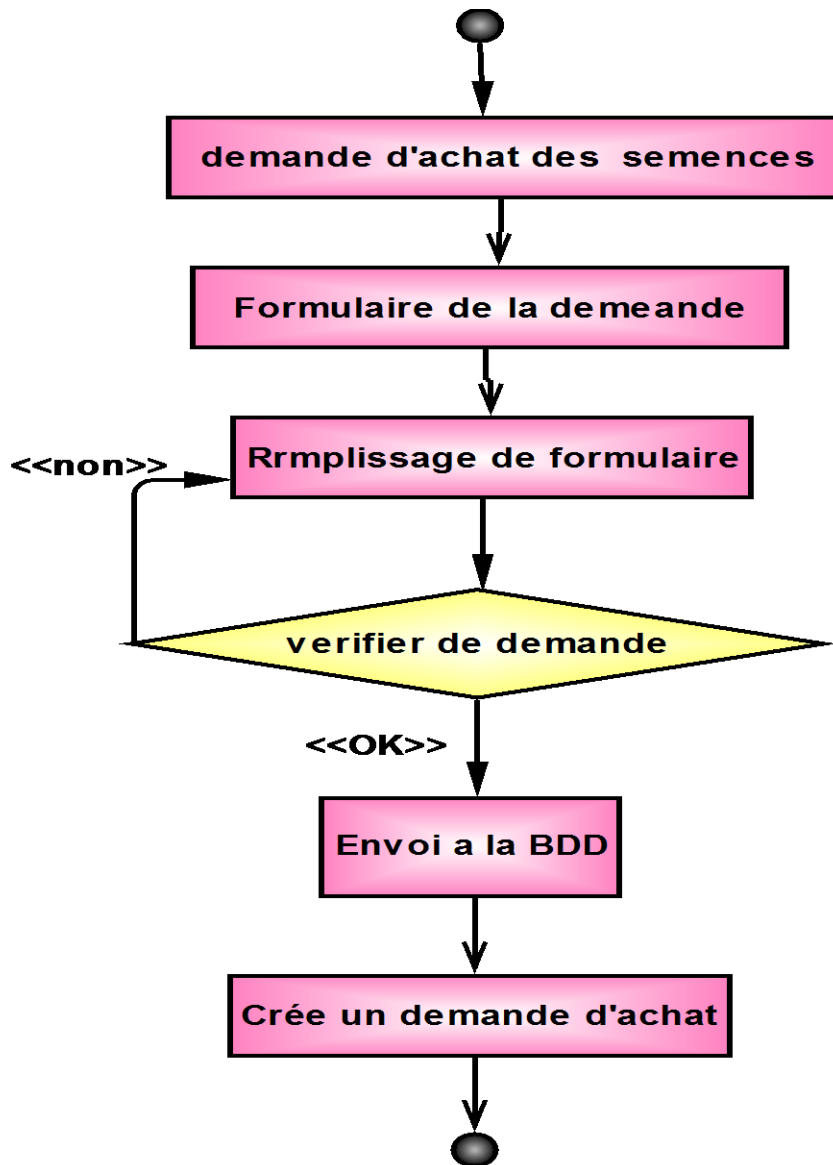 demande d'achat des semences
Formulaire de la demeande
Rrmplissage de formulaire
<<non>>
verifier de demande
<<OK>>
Envoi a la BDD
Crée un demande d'achat